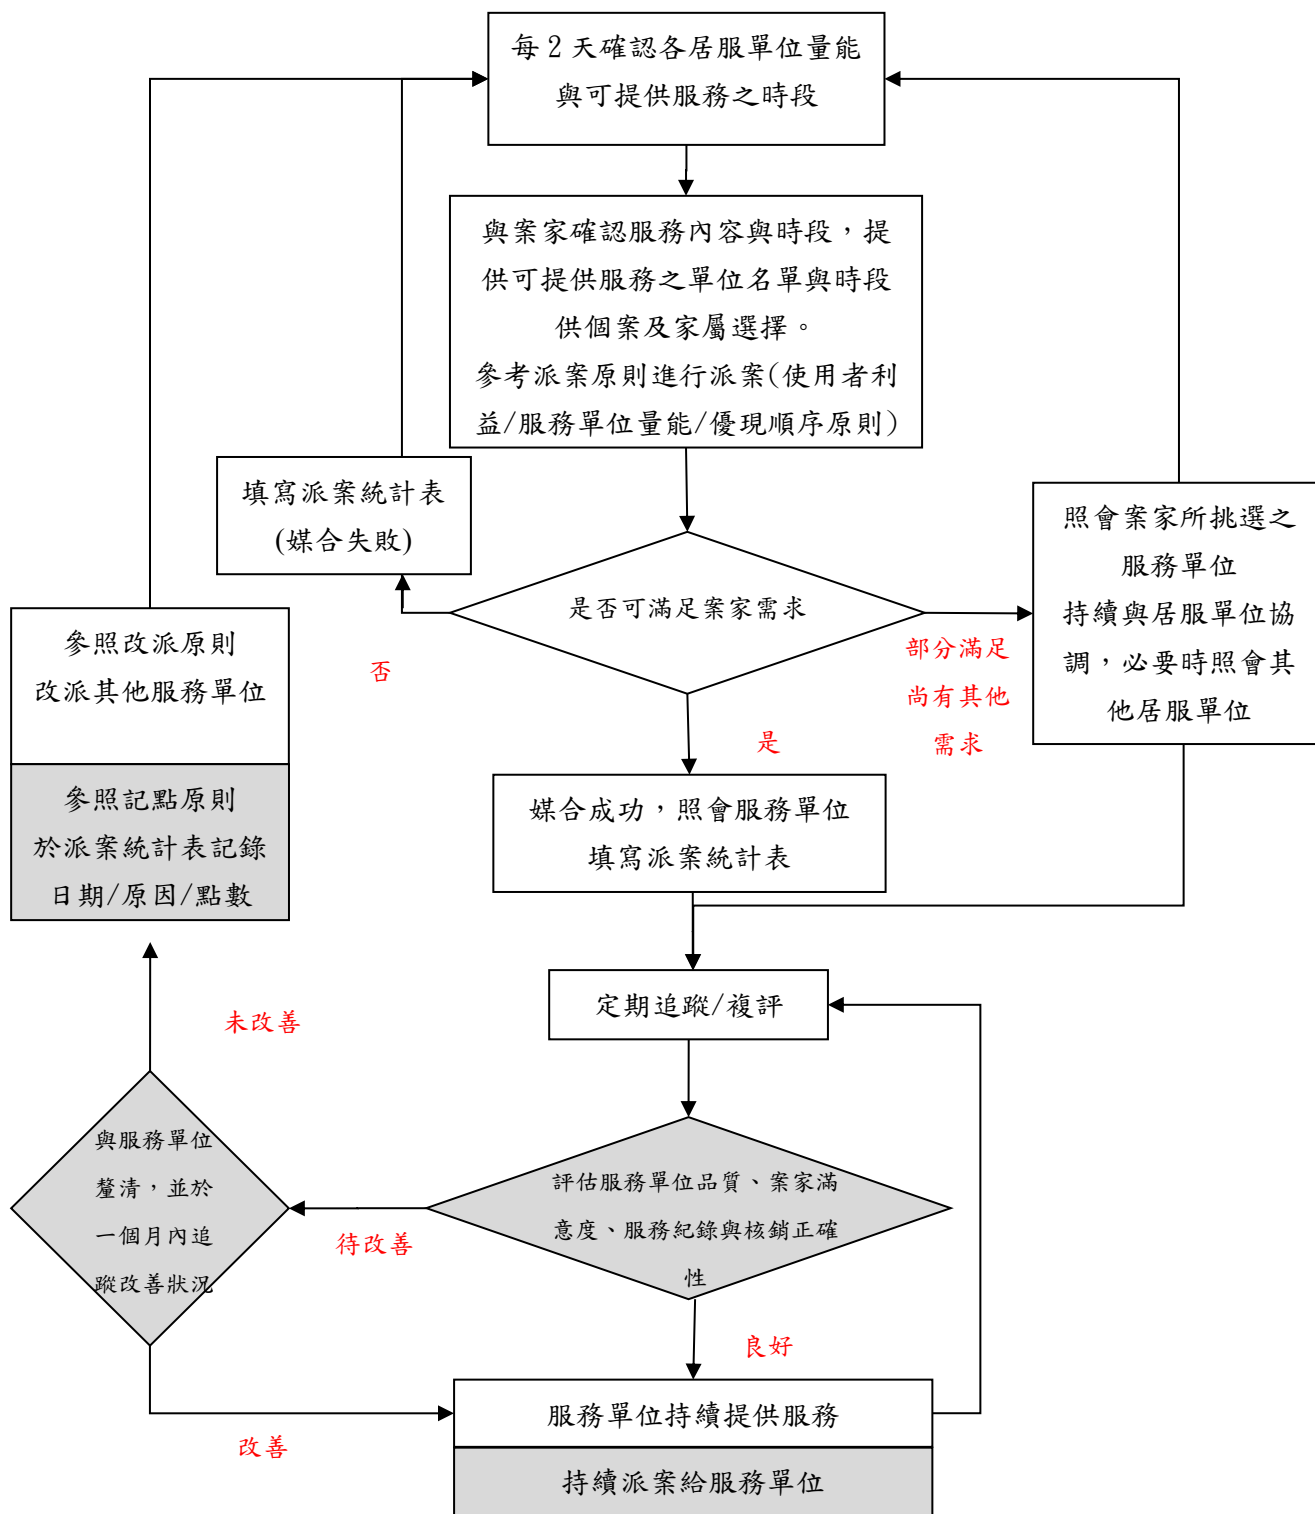 每 2 天確認各居服單位量能
與可提供服務之時段
與案家確認服務內容與時段，提
供可提供服務之單位名單與時段
供個案及家屬選擇。
參考派案原則進行派案(使用者利
益/服務單位量能/優現順序原則)
填寫派案統計表
(媒合失敗)
是否可滿足案家需求
照會案家所挑選之
服務單位
持續與居服單位協
調，必要時照會其
他居服單位
參照改派原則
改派其他服務單位
否
部分滿足
尚有其他
需求
是
參照記點原則
於派案統計表記錄
日期/原因/點數
媒合成功，照會服務單位
填寫派案統計表
定期追蹤/複評
未改善
與服務單位
釐清，並於
一個月內追
蹤改善狀況
待改善
評估服務單位品質、案家滿
意度、服務紀錄與核銷正確
性
良好
改善
服務單位持續提供服務
持續派案給服務單位